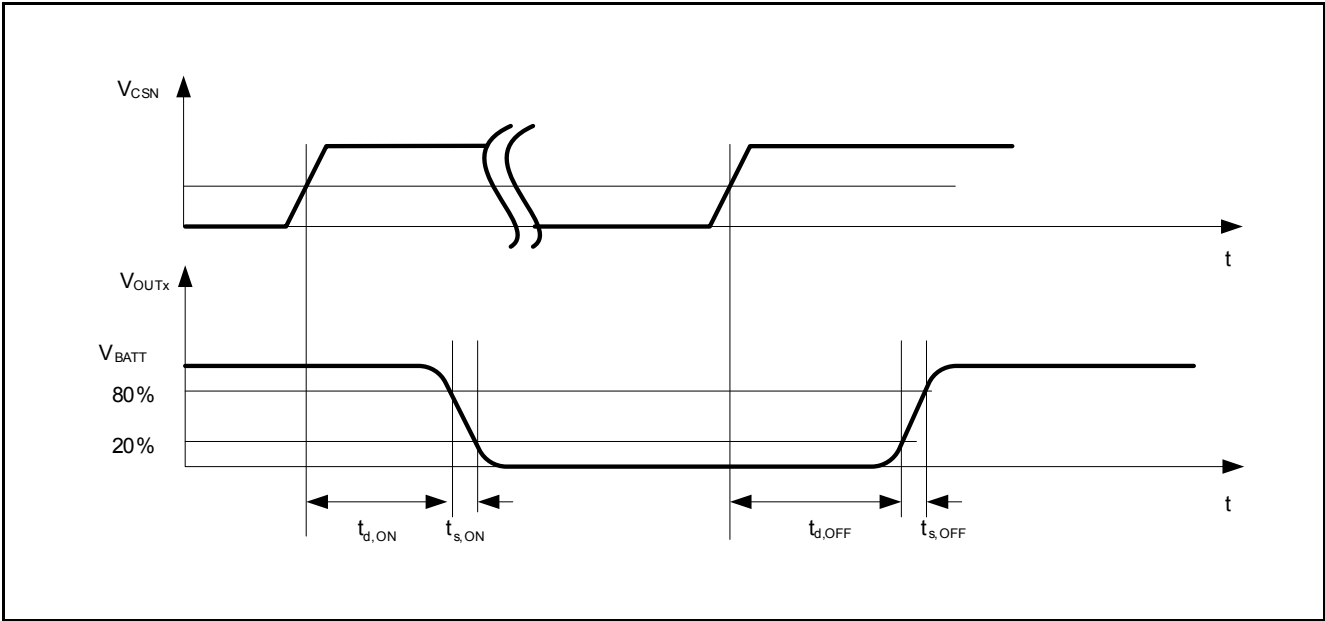 VCSN
t
VOUTx
VBATT
80%
20%
t
td,ON
ts,ON
td,OFF
ts,OFF